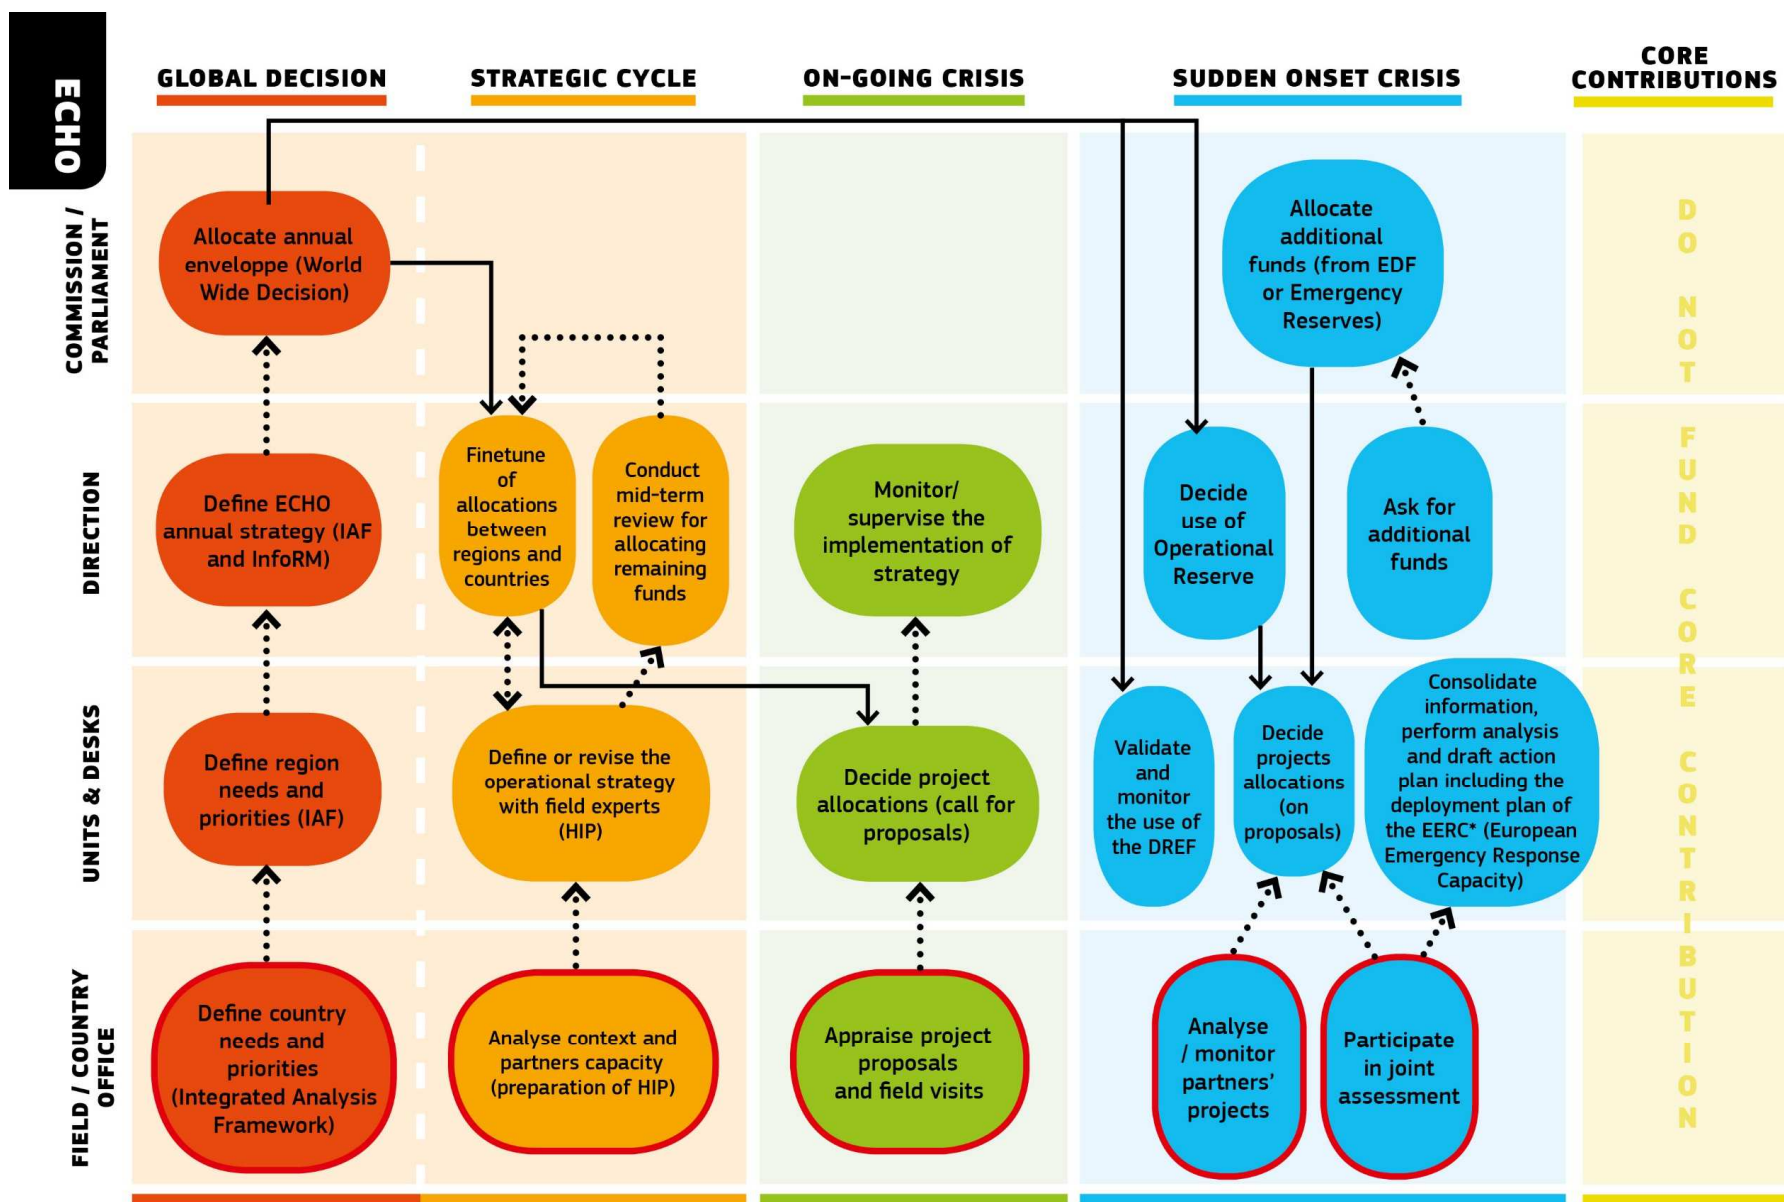 ECHO
GLOBAL DECISION
STRATEGIC CYCLE
ON-GOING CRISIS
SUDDEN ONSET CRISIS
CORE
CONTRIBUTIONS
COMMISSION /
PARLIAMENT
Allocate annual
enveloppe (World
Wide Decision)
Allocate
additional
funds (from EDF
or Emergency
Reserves)
DIRECTION
Define ECHO
annual strategy (IAF
and InfoRM)
Finetune
of
allocations
between
regions and
countries
Conduct
mid-term
review for
allocating
remaining
funds
Monitor/
supervise the
implementation of
strategy
Decide
use of
Operational
Reserve
Ask for
additional
funds
UNITS & DESKS
Define region
needs and
priorities (IAF)
Define or revise the
operational strategy
with field experts
(HIP)
Decide project
allocations (call for
proposals)
Validate
and
monitor
the use of
the DREF
Decide
projects
allocations
(on
proposals)
Consolidate
information,
perform analysis
and draft action
plan including the
deployment plan of
the EERC* (European
Emergency Response
Capacity)
FIELD / COUNTRY
OFFICE
Define country
needs and
priorities
(Integrated Analysis
Framework)
Analyse context and
partners capacity
(preparation of HIP)
Appraise project
proposals
and field visits
Analyse
/ monitor
partners'
projects
Participate
in joint
assessment
DO NOT FUND CORE CONTRIBUTION